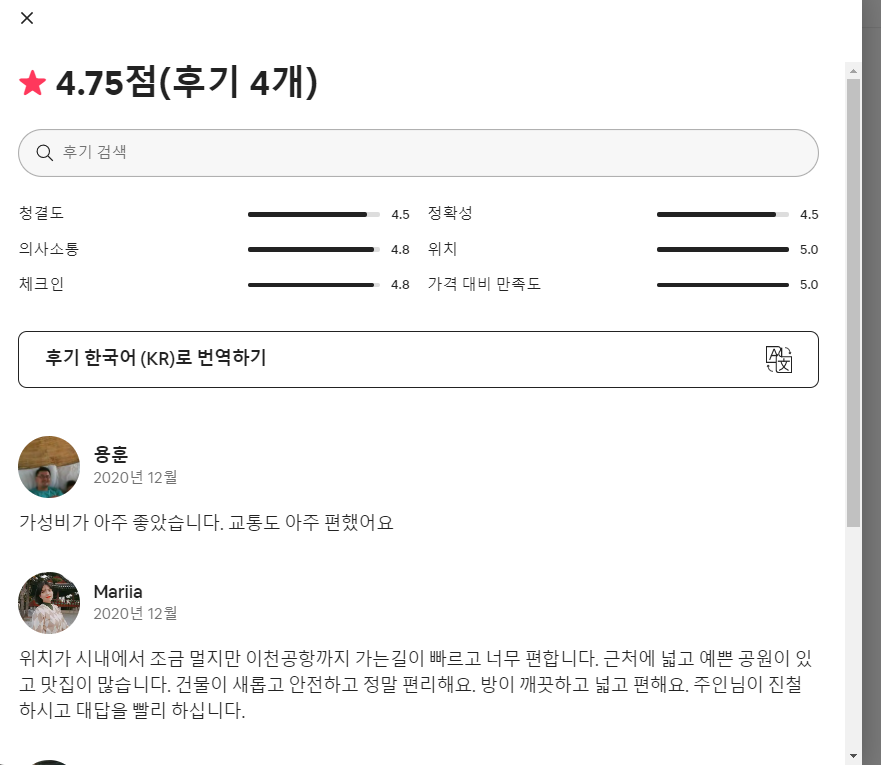 4.75점(후기 4개)
후기 검색
청결도 4.5 정확성 4.5
의사소통 4.8 위치 5.0
체크인 4.8 가격 대비 만족도 5.0
후기 한국어 (KR)로 번역하기
용훈
2020년 12월
가성비가 아주 좋았습니다. 교통도 아주 편했어요
Mariia
2020년 12월
위치가 시내에서 조금 멀지만 이천공항까지 가는길이 빠르고 너무 편합니다. 근처에 넓고 예쁜 공원이 있
고 맛집이 많습니다. 건물이 새롭고 안전하고 정말 편리해요. 방이 깨끗하고 넓고 편해요. 주인님이 진철
하시고 대답을 빨리 하십니다.